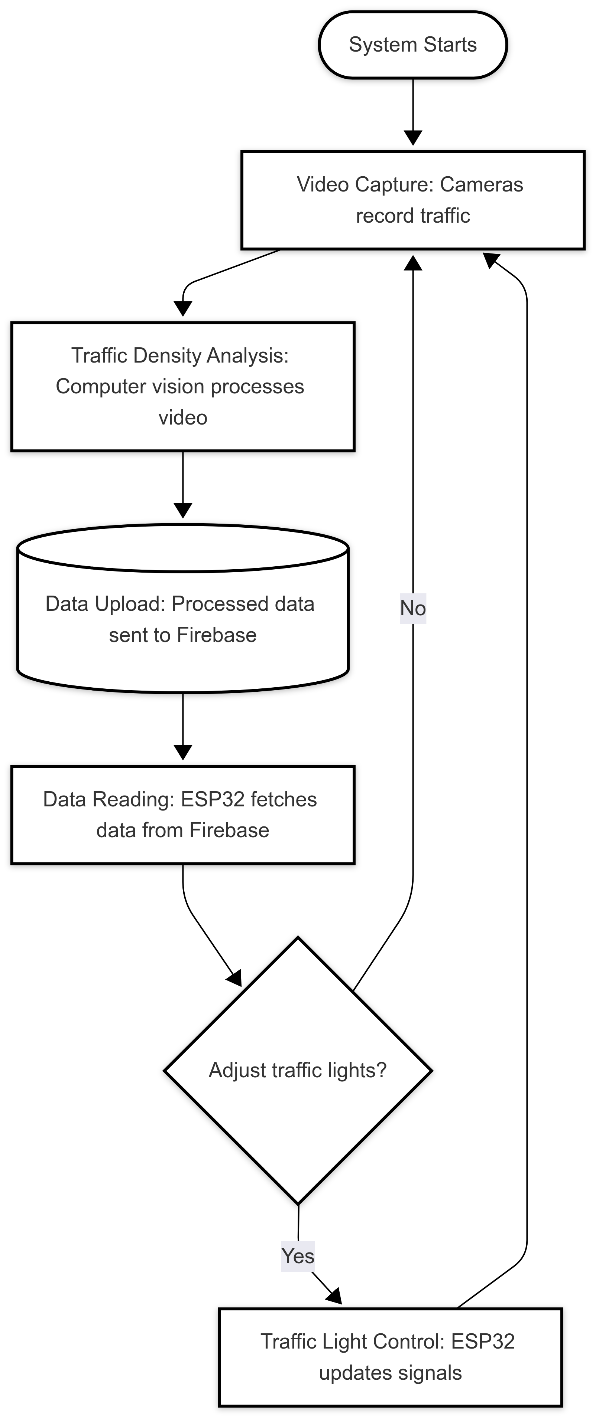 System Starts
Video Capture: Cameras
record traffic
Traffic Density Analysis:
Computer vision processes
video
Data Upload: Processed data
sent to Firebase
No
Data Reading: ESP32 fetches
data from Firebase
Adjust traffic lights?
Yes
Traffic Light Control: ESP32
updates signals